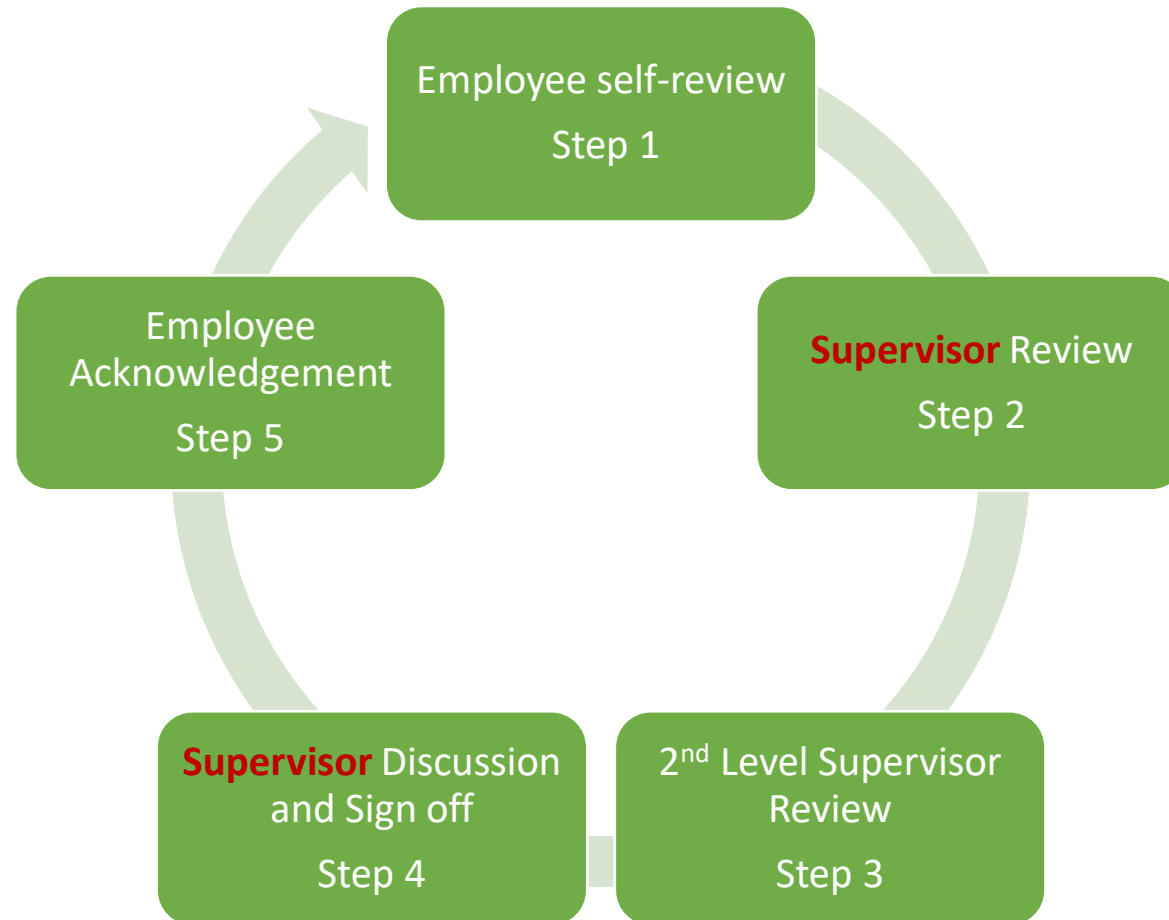 Employee self-review
Step 1
Supervisor Review
Step 2
2nd Level Supervisor
Review
Step 3
Supervisor Discussion
and Sign off
Step 4
Employee
Acknowledgement
Step 5